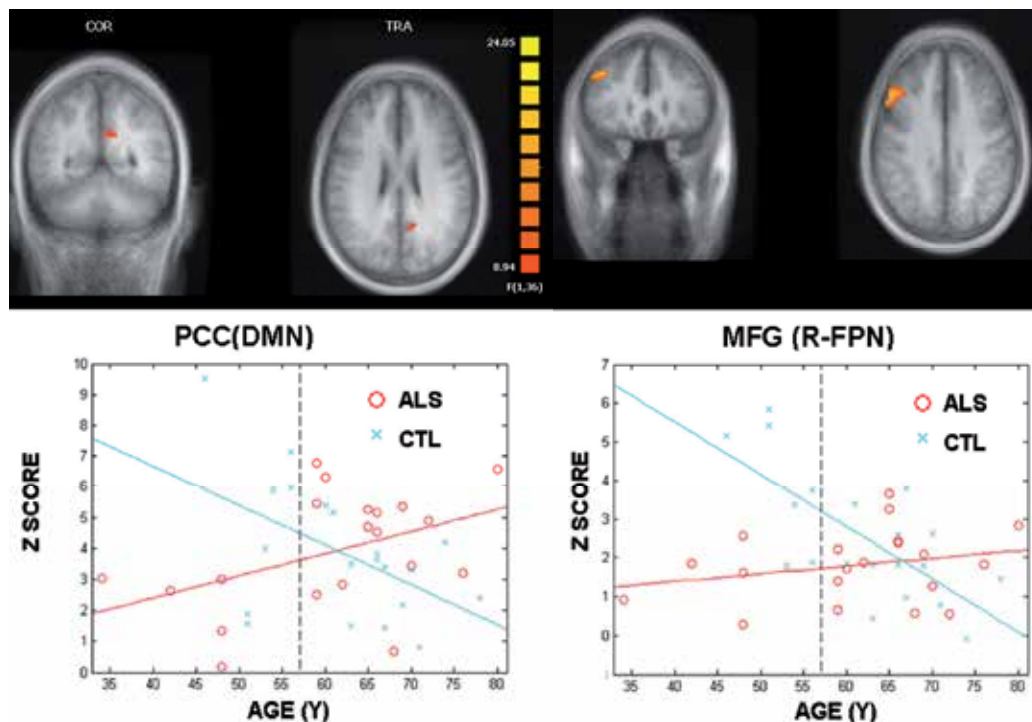 COR
TRA
24.85
8.94
F(1,36)
PCC(DMN)
10
9
8
7
6
5
4
3
2
1
0
Z SCORE
ALS
CTL
35 40 45 50 55 60 65 70 75 80
AGE (Y)
MFG (R-FPN)
7
6
5
4
3
2
1
0
Z SCORE
ALS
CTL
35 40 45 50 55 60 65 70 75 80
AGE (Y)